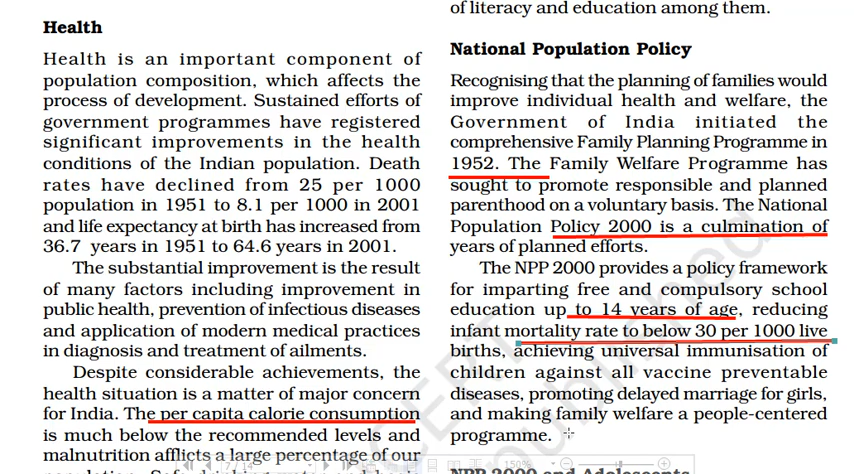 Health
Health is an important component of
population composition, which affects the
process of development. Sustained efforts of
government programmes have registered
significant improvements in the health
conditions of the Indian population. Death
rates have declined from 25 per 1000
population in 1951 to 8.1 per 1000 in 2001
and life expectancy at birth has increased from
36.7 years in 1951 to 64.6 years in 2001.
The substantial improvement is the result
of many factors including improvement in
public health, prevention of infectious diseases
and application of modern medical practices
in diagnosis and treatment of ailments.
Despite considerable achievements, the
health situation is a matter of major concern
for India. The per capita calorie consumption
is much below the recommended levels and
malnutrition afflicts a large percentage of our
of literacy and education among them.
National Population Policy
Recognising that the planning of families would
improve individual health and welfare, the
Government of India initiated the
comprehensive Family Planning Programme in
1952. The Family Welfare Programme has
sought to promote responsible and planned
parenthood on a voluntary basis. The National
Population Policy 2000 is a culmination of
years of planned efforts.
The NPP 2000 provides a policy framework
for imparting free and compulsory school
education up to 14 years of age, reducing
infant mortality rate to below 30 per 1000 live
births, achieving universal immunisation of
children against all vaccine preventable
diseases, promoting delayed marriage for girls,
and making family welfare a people-centered
programme.
NPP 2000 and Adolescents
7 / 14
150%